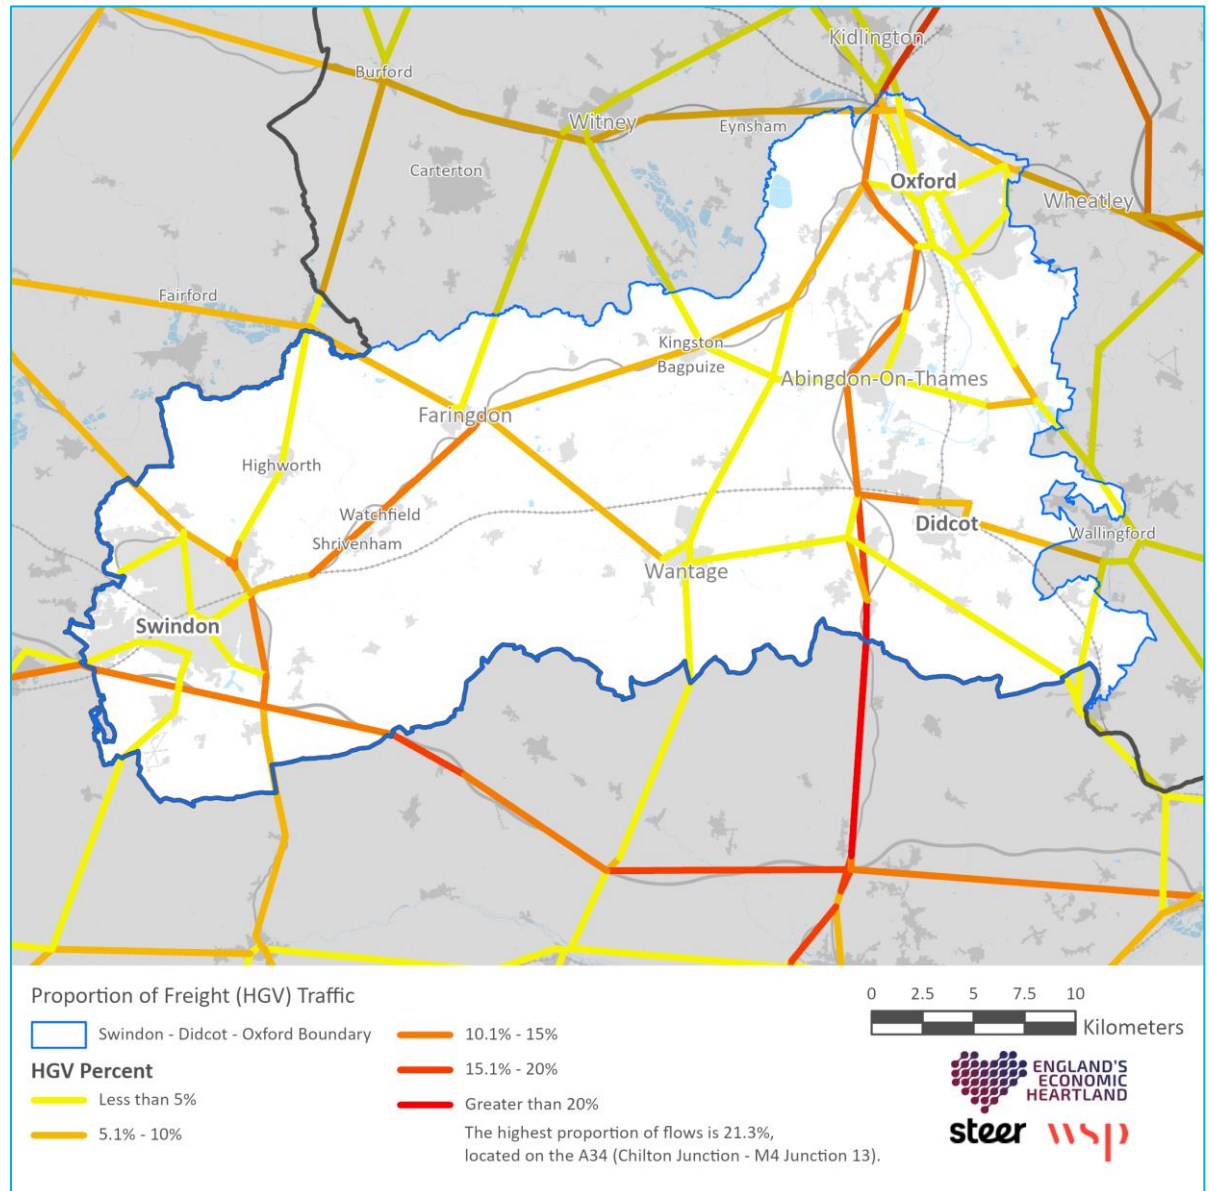 Kidlington
Burford
Witney
Eynsham
Carterton
Oxford
Wheatley
Fairford
Kingston
Bagpuize
Abingdon-On-Thames
Faringdon
Highworth
Watchfield
Shrivenham
Didcot
Wallingford
Wantage
Swindon
Proportion of Freight (HGV) Traffic
Swindon - Didcot - Oxford Boundary
HGV Percent
Less than 5%
5.1% - 10%
10.1% - 15%
15.1% - 20%
Greater than 20%
The highest proportion of flows is 21.3%,
located on the A34 (Chilton Junction - M4 Junction 13).
0 2.5 5 7.5 10
Kilometers
ENGLAND'S
ECONOMIC
HEARTLAND
steer wsp